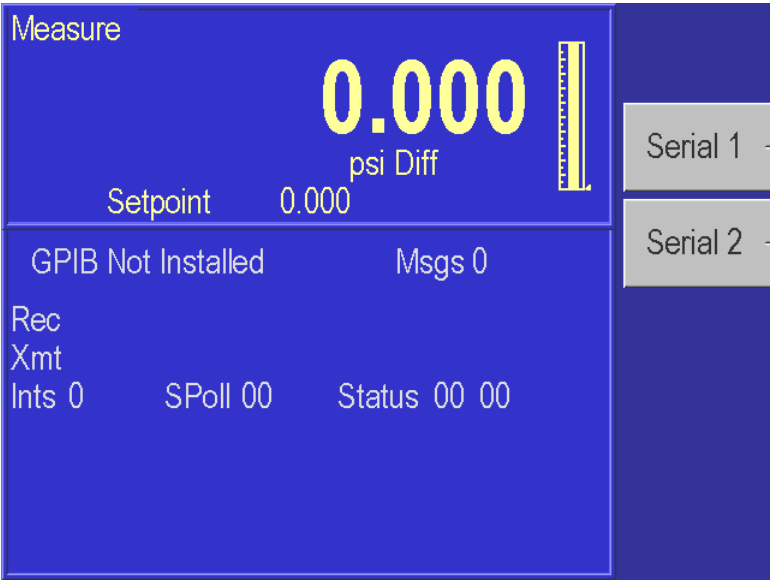 Measure
0.000
psi Diff
Setpoint 0.000
Serial 1
Serial 2
GPIB Not Installed Msgs 0
Rec
Xmt
Ints 0 SPoll 00 Status 00 00